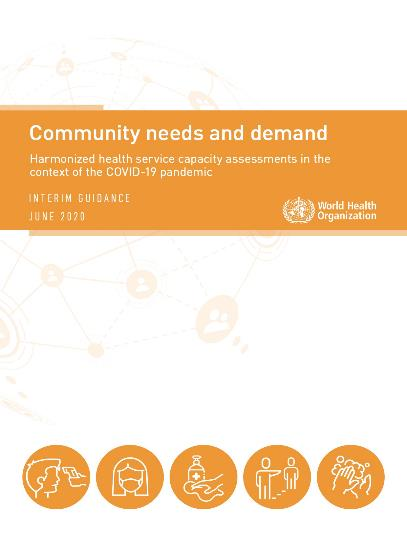 Community needs and demand
Harmonized health service capacity assessments in the
context of the COVID-19 pandemic
INTERIM GUIDANCE
JUNE 2020
World Health
Organization